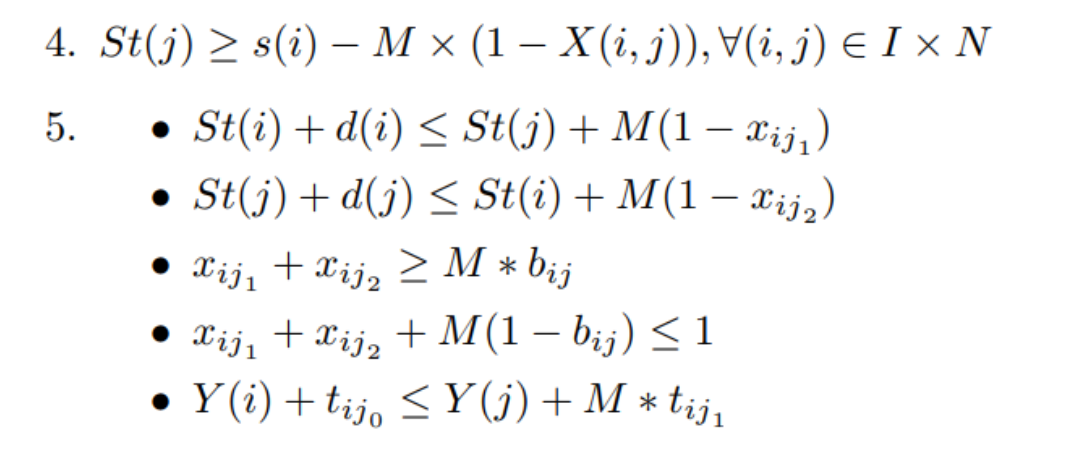 4. St(j) ≥ s(i) − M × (1 − X(i, j)), ∀(i, j) ∈ I × N
5. • St(i) + d(i) ≤ St(j) + M(1 − x_{ij_1})
• St(j) + d(j) ≤ St(i) + M(1 − x_{ij_2})
• x_{ij_1} + x_{ij_2} ≥ M * b_{ij}
• x_{ij_1} + x_{ij_2} + M(1 − b_{ij}) ≤ 1
• Y(i) + t_{ij_0} ≤ Y(j) + M * t_{ij_1}